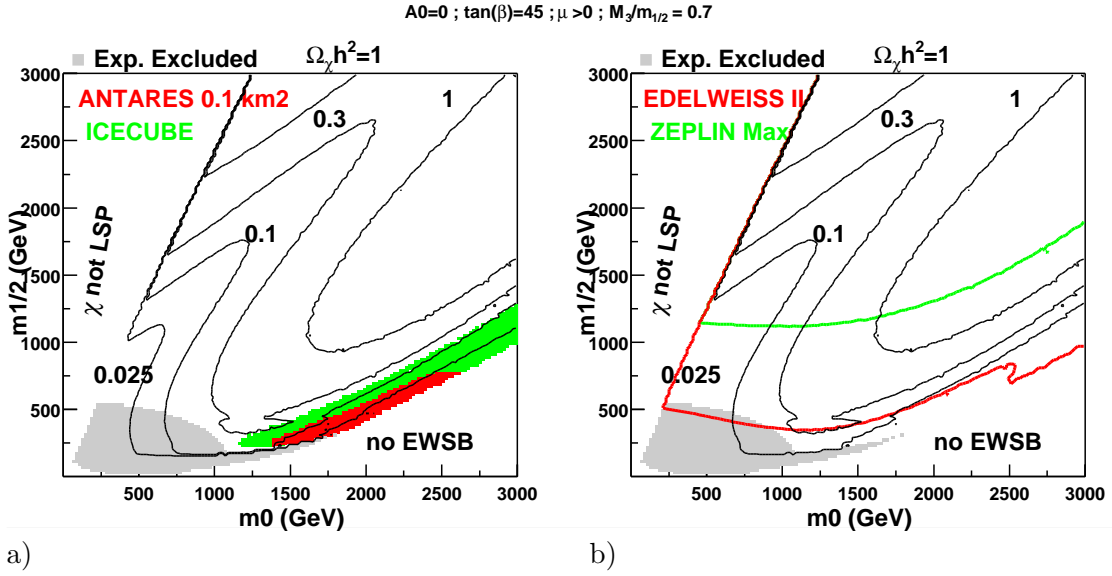 A0=0 ; tan(β)=45 ; μ >0 ; M₃/m₁/₂ = 0.7
Exp. Excluded Ωχh²=1
ANTARES 0.1 km2
ICECUBE
1
0.3
0.1
0.025
χ not LSP
no EWSB
m1/2 (GeV)
3000
2500
2000
1500
1000
500
500 1000 1500 2000 2500 3000
m0 (GeV)
a)
Exp. Excluded Ωχh²=1
EDELWEISS II
ZEPLIN Max
1
0.3
0.1
0.025
χ not LSP
no EWSB
m1/2 (GeV)
3000
2500
2000
1500
1000
500
500 1000 1500 2000 2500 3000
m0 (GeV)
b)